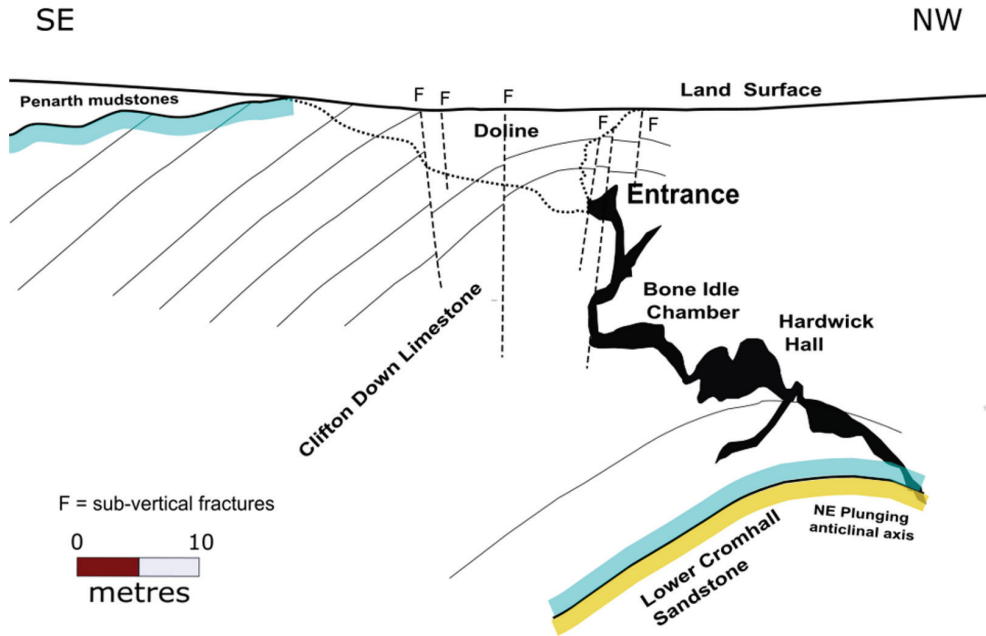 SE
NW
Penarth mudstones
Land Surface
F
F
F
F
F
Doline
Entrance
Bone Idle
Chamber
Hardwick
Hall
Clifton Down Limestone
F = sub-vertical fractures
0 10
metres
NE Plunging
anticlinal axis
Lower Cromhall
Sandstone